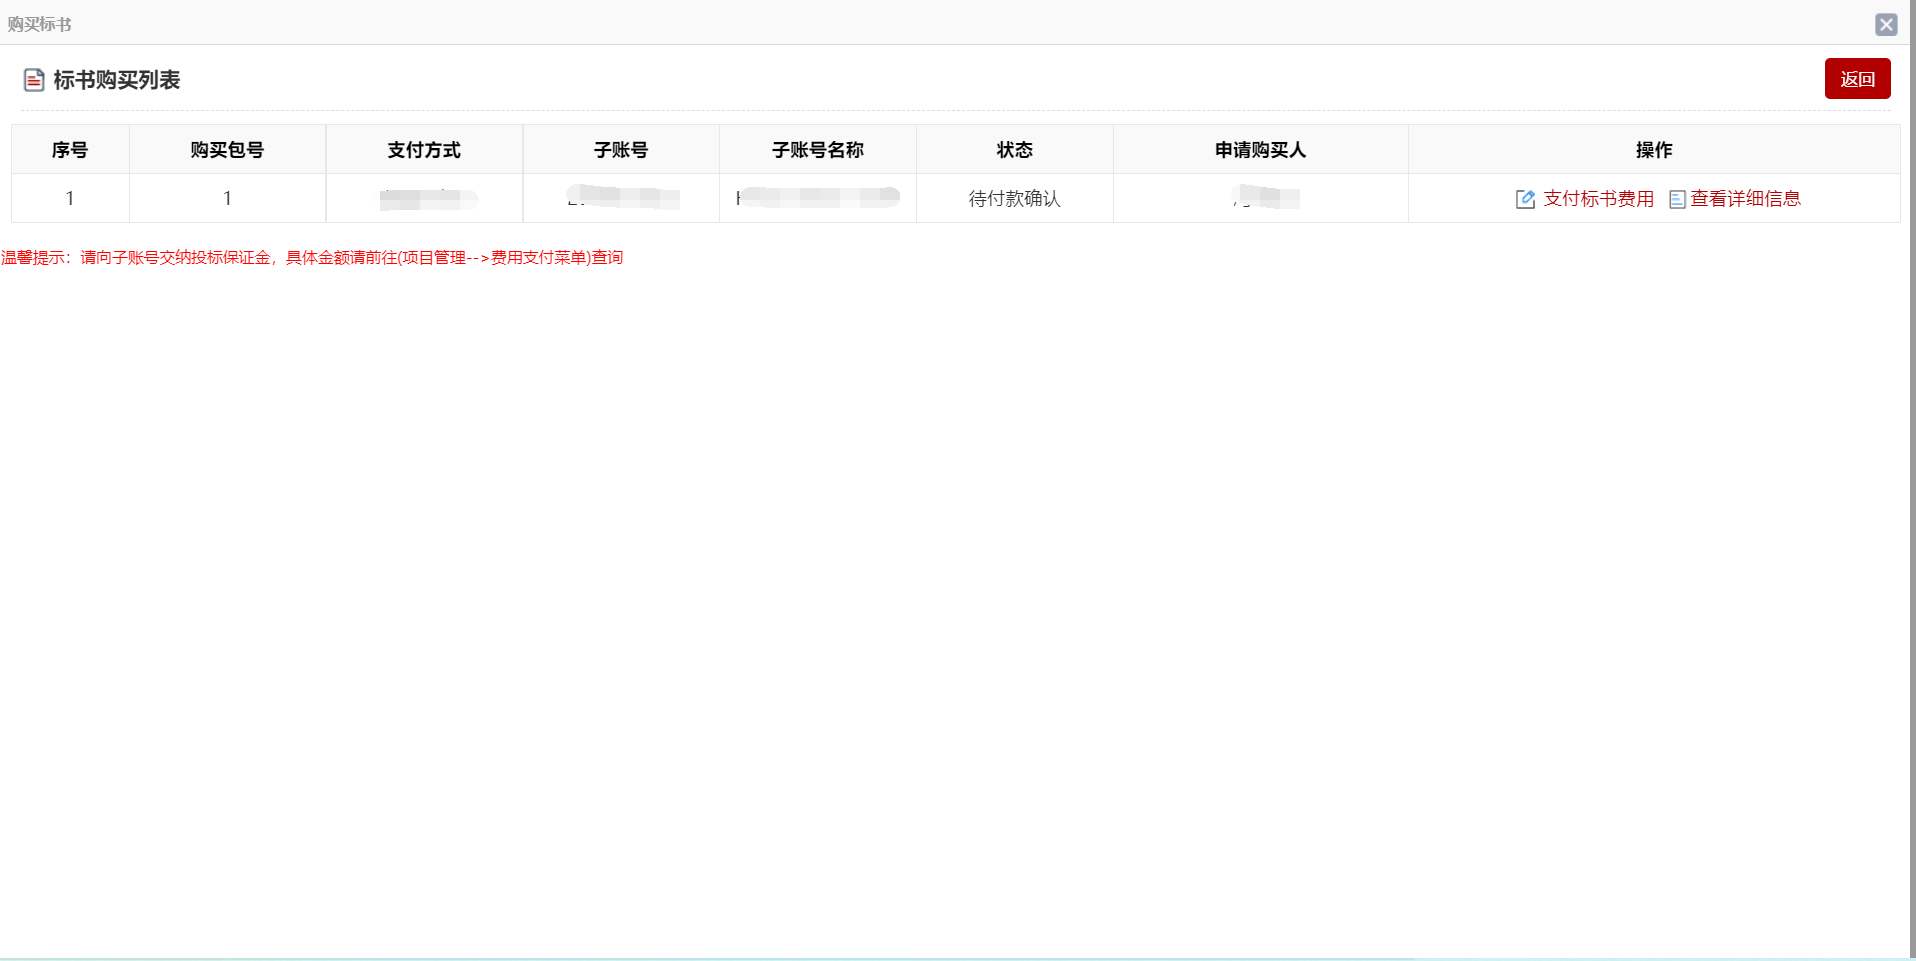 购买标书
标书购买列表
返回
序号 购买包号 支付方式 子账号 子账号名称 状态 申请购买人 操作
1 1 待付款确认 支付标书费用 查看详细信息
温馨提示：请向子账号交纳投标保证金，具体金额请前往(项目管理-->费用支付菜单)查询